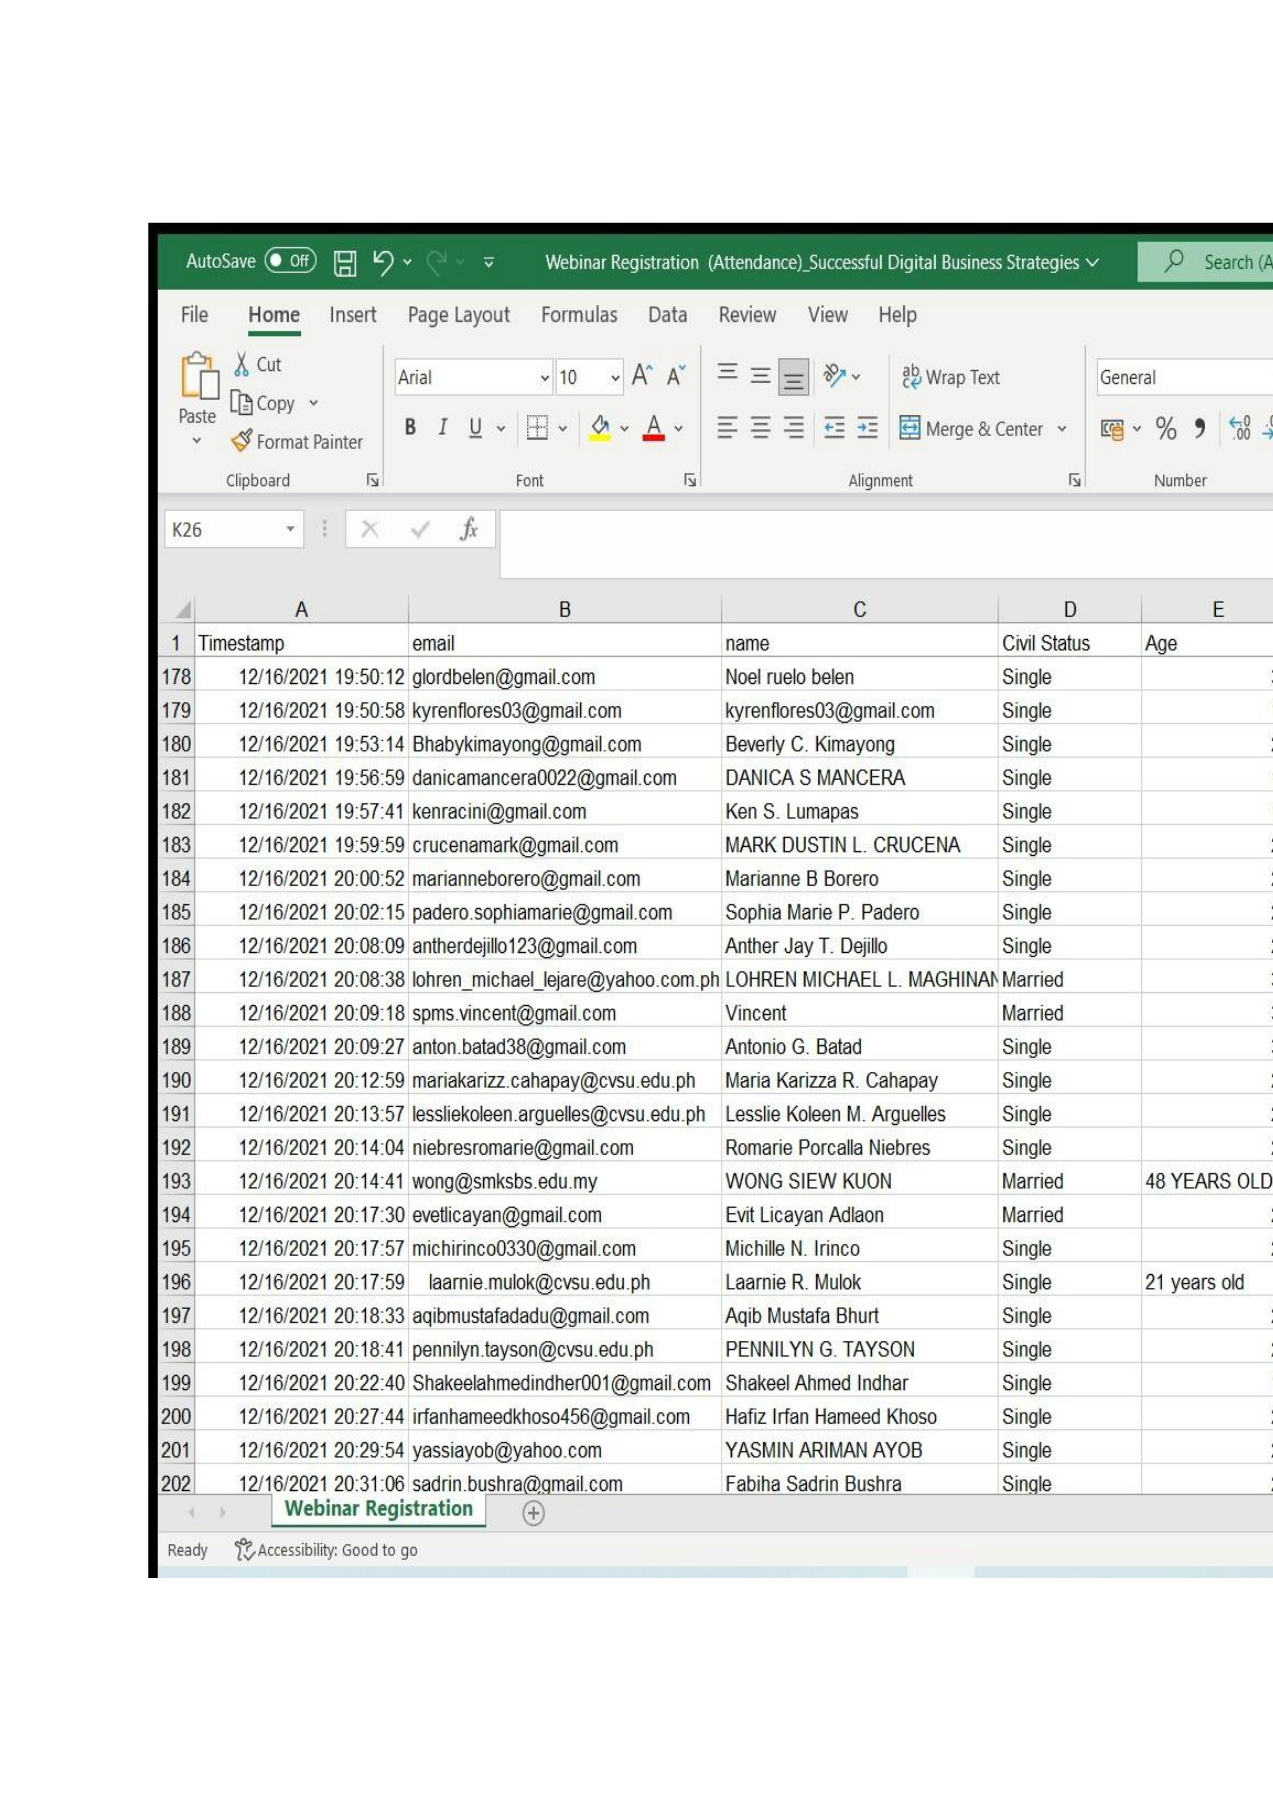 AutoSave Off Webinar Registration (Attendance)_Successful Digital Business Strategies Search (A
File Home Insert Page Layout Formulas Data Review View Help
Cut
Copy
Paste
Format Painter
Clipboard
Arial 10
B I U
Font
Wrap Text
Merge & Center
Alignment
General
% 9
Number
K26 fx
A B C D E
1 Timestamp email name Civil Status Age
178 12/16/2021 19:50:12 glordbelen@gmail.com Noel ruelo belen Single
179 12/16/2021 19:50:58 kyrenflores03@gmail.com kyrenflores03@gmail.com Single
180 12/16/2021 19:53:14 Bhabykimayong@gmail.com Beverly C. Kimayong Single
181 12/16/2021 19:56:59 danicamancera0022@gmail.com DANICA S MANCERA Single
182 12/16/2021 19:57:41 kenracini@gmail.com Ken S. Lumapas Single
183 12/16/2021 19:59:59 crucenamark@gmail.com MARK DUSTIN L. CRUCENA Single
184 12/16/2021 20:00:52 marianneborero@gmail.com Marianne B Borero Single
185 12/16/2021 20:02:15 padero.sophiamarie@gmail.com Sophia Marie P. Padero Single
186 12/16/2021 20:08:09 antherdejillo123@gmail.com Anther Jay T. Dejillo Single
187 12/16/2021 20:08:38 lohren_michael_lejare@yahoo.com.ph LOHREN MICHAEL L. MAGHINAN Married
188 12/16/2021 20:09:18 spms.vincent@gmail.com Vincent Married
189 12/16/2021 20:09:27 anton.batad38@gmail.com Antonio G. Batad Single
190 12/16/2021 20:12:59 mariakarizz.cahapay@cvsu.edu.ph Maria Karizza R. Cahapay Single
191 12/16/2021 20:13:57 lessliekoleen.arguelles@cvsu.edu.ph Lesslie Koleen M. Arguelles Single
192 12/16/2021 20:14:04 niebresromarie@gmail.com Romarie Porcalla Niebres Single
193 12/16/2021 20:14:41 wong@smksbs.edu.my WONG SIEW KUON Married 48 YEARS OLD
194 12/16/2021 20:17:30 evetlicayan@gmail.com Evit Licayan Adlaon Married
195 12/16/2021 20:17:57 michirinco0330@gmail.com Michille N. Irinco Single
196 12/16/2021 20:17:59 laarnie.mulok@cvsu.edu.ph Laarnie R. Mulok Single 21 years old
197 12/16/2021 20:18:33 aqibmustafadadu@gmail.com Aqib Mustafa Bhurt Single
198 12/16/2021 20:18:41 pennilyn.tayson@cvsu.edu.ph PENNILYN G. TAYSON Single
199 12/16/2021 20:22:40 Shakeelahmedindher001@gmail.com Shakeel Ahmed Indhar Single
200 12/16/2021 20:27:44 irfanhameedkhoso456@gmail.com Hafiz Irfan Hameed Khoso Single
201 12/16/2021 20:29:54 yassiayob@yahoo.com YASMIN ARIMAN AYOB Single
202 12/16/2021 20:31:06 sadrin.bushra@gmail.com Fabiha Sadrin Bushra Single
Webinar Registration
Ready Accessibility: Good to go